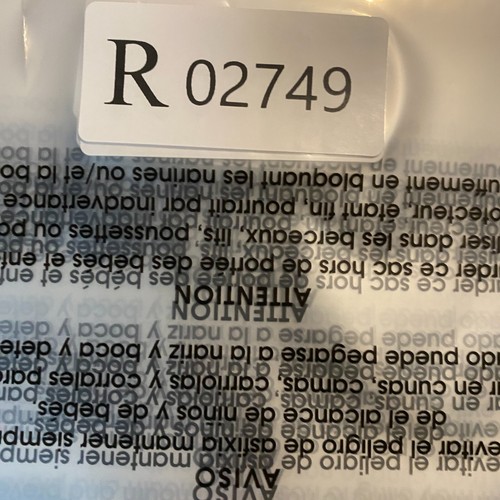 R 02749
AVISO
evitar el peligro de asfixia mantener siemp
de el alcance de niños y bebés
en cunas, camas, carriolas y corrales
puede pegarse a la nariz y boca y
ATTENTION
ce sac hors de portée des bébés et
dans les berceaux, lits, poussettes ou
étant fin, pourrait par inadvertance
en bloquant les narines ou/et la